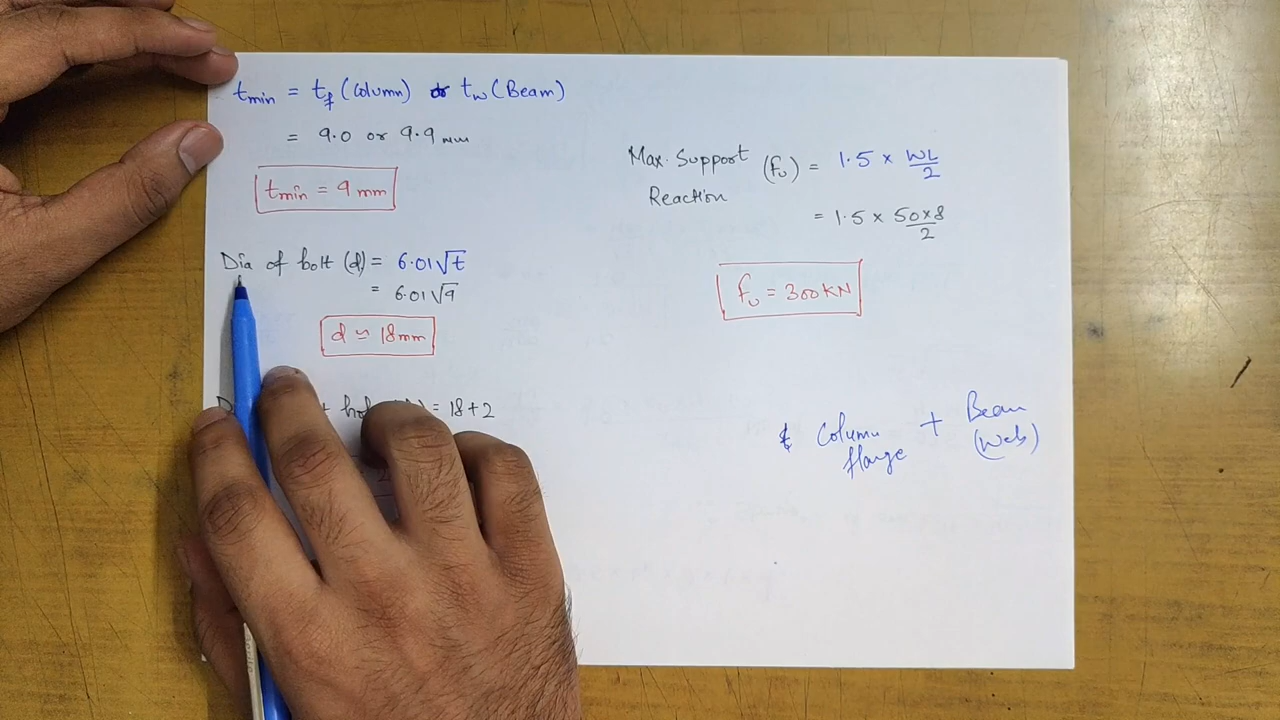 tmin = tf (Column) or tw (Beam)
= 9.0 or 9.9 mm
tmin = 9 mm
Dia of bolt (d) = 6.01√t
= 6.01√9
d ≃ 18mm
= 18+2
Max. Support Reaction (Fu) = 1.5 × WL/2
= 1.5 × 50×8/2
Fu = 300KN
Column flange + Beam (Web)